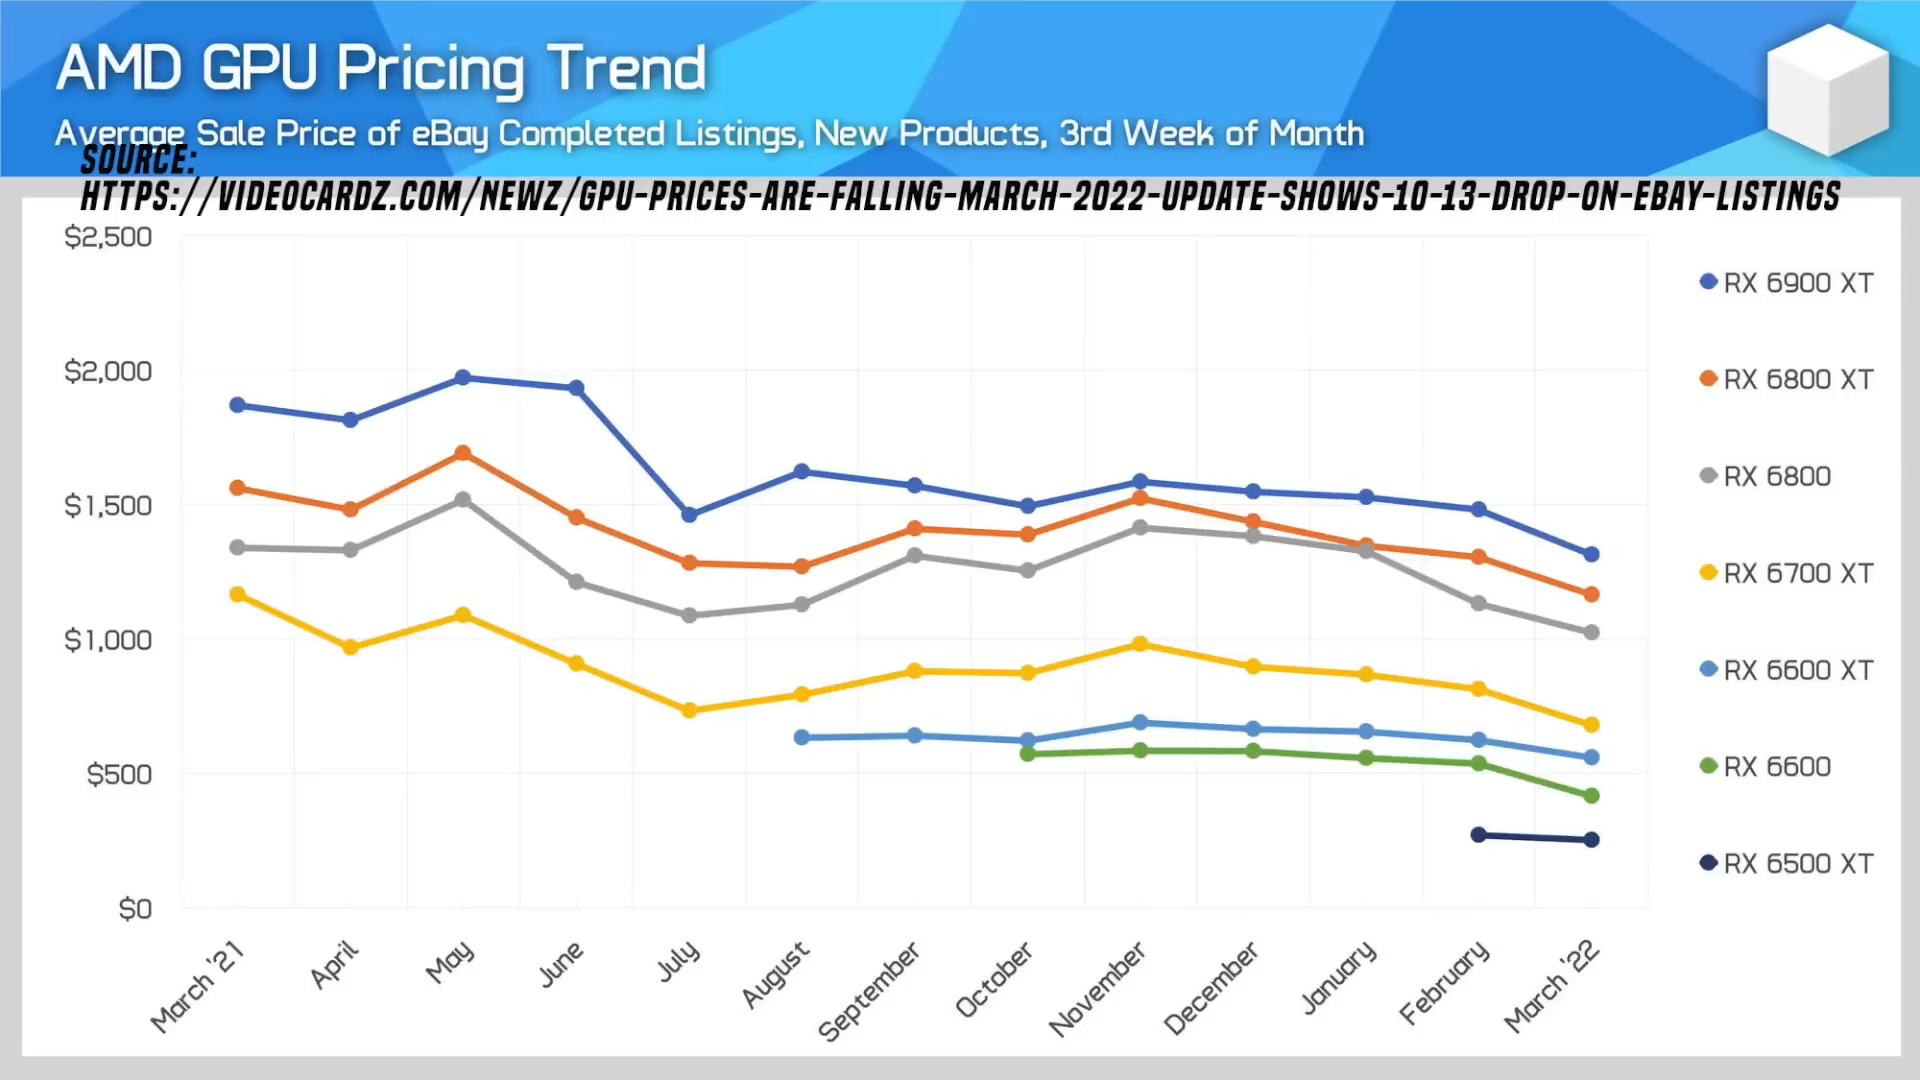 AMD GPU Pricing Trend
Average Sale Price of eBay Completed Listings, New Products, 3rd Week of Month
SOURCE:
HTTPS://VIDEOCARDZ.COM/NEWZ/GPU-PRICES-ARE-FALLING-MARCH-2022-UPDATE-SHOWS-10-13-DROP-ON-EBAY-LISTINGS
$2,500
$2,000
$1,500
$1,000
$500
$0
March '21
April
May
June
July
August
September
October
November
December
January
February
March '22
RX 6900 XT
RX 6800 XT
RX 6800
RX 6700 XT
RX 6600 XT
RX 6600
RX 6500 XT